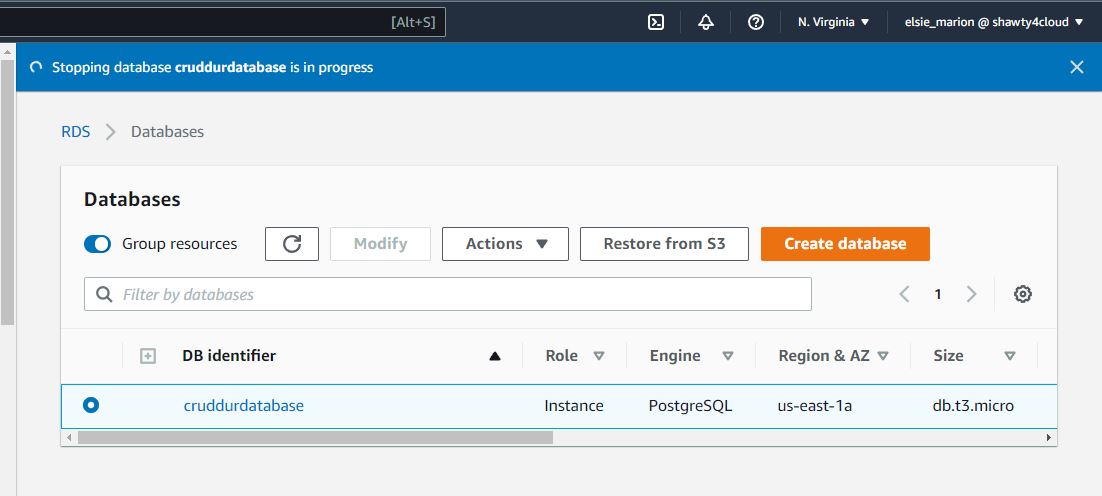 [Alt+S] N. Virginia elsie_marion @ shawty4cloud
Stopping database cruddurdatabase is in progress
RDS Databases
Databases
Group resources Modify Actions Restore from S3 Create database
Filter by databases 1
DB identifier Role Engine Region & AZ Size
cruddurdatabase Instance PostgreSQL us-east-1a db.t3.micro